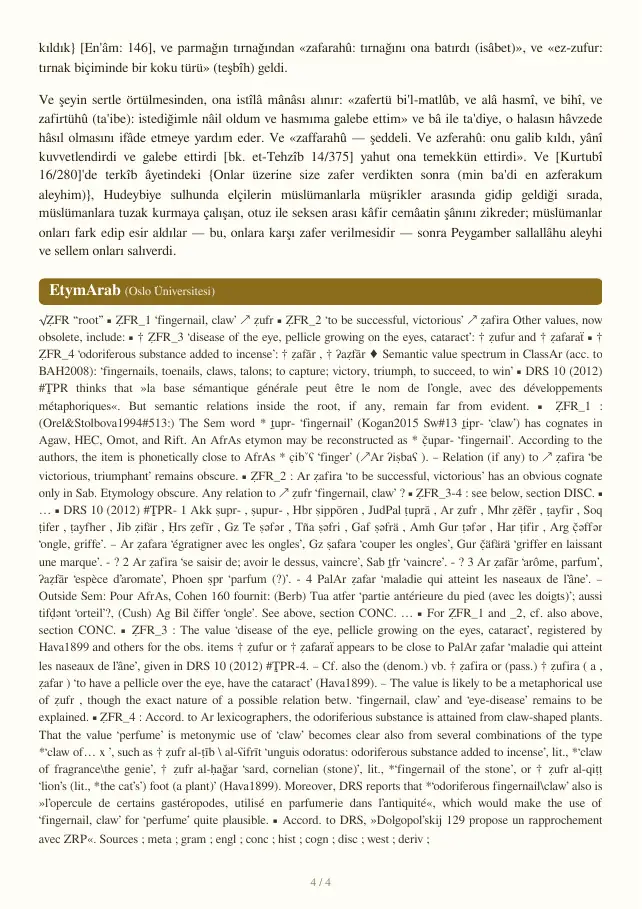 kıldık} [En'âm: 146], ve parmağın tırnağından «zafarahû: tırnağını ona batırdı (isâbet)», ve «ez-zufur:
tırnak biçiminde bir koku türü» (teşbîh) geldi.
Ve şeyin sertle örtülmesinden, ona istîlâ mânâsı alınır: «zafertü bi'l-matlûb, ve alâ hasmî, ve bihî, ve
zafirtühû (ta'ibe): istediğimle nâil oldum ve hasmıma galebe ettim» ve bâ ile ta'diye, o halasın hâvzede
hâsıl olmasını ifâde etmeye yardım eder. Ve «zaffarahû — şeddeli. Ve azferahû: onu galib kıldı, yânî
kuvvetlendirdi ve galebe ettirdi [bk. et-Tehzîb 14/375] yahut ona temekkün ettirdi». Ve [Kurtubî
16/280]'de terkîb âyetindeki {Onlar üzerine size zafer verdikten sonra (min ba'di en azferakum
aleyhim)}, Hudeybiye sulhunda elçilerin müslümanlarla müşrikler arasında gidip geldiği sırada,
müslümanlara tuzak kurmaya çalışan, otuz ile seksen arası kâfir cemâatin şânını zikreder; müslümanlar
onları fark edip esir aldılar — bu, onlara karşı zafer verilmesidir — sonra Peygamber sallallâhu aleyhi
ve sellem onları salıverdi.
EtymArab (Oslo Üniversitesi)
√ẒFR “root” ▪ ẒFR_1 ‘fingernail, claw’ ↗ ẓufr ▪ ẒFR_2 ‘to be successful, victorious’ ↗ ẓafira Other values, now
obsolete, include: ▪ † ẒFR_3 ‘disease of the eye, pellicle growing on the eyes, cataract’: † ẓufur and † ẓafaraẗ ▪ †
ẒFR_4 ‘odoriferous substance added to incense’: † ẓafār , † ʔaẓfār ♦ Semantic value spectrum in ClassAr (acc. to
BAH2008): ‘fingernails, toenails, claws, talons; to capture; victory, triumph, to succeed, to win’ ▪ DRS 10 (2012)
#ṮPR thinks that »la base sémantique générale peut être le nom de l’ongle, avec des développements
métaphoriques«. But semantic relations inside the root, if any, remain far from evident. ▪ ẒFR_1 :
(Orel&Stolbova1994#513:) The Sem word * ṱupr- ‘fingernail’ (Kogan2015 Sw#13 ṱipr- ‘claw’) has cognates in
Agaw, HEC, Omot, and Rift. An AfrAs etymon may be reconstructed as * čupar- ‘fingernail’. According to the
authors, the item is phonetically close to AfrAs * çibˇʕ ‘finger’ (↗Ar ʔiṣbaʕ ). – Relation (if any) to ↗ ẓafira ‘be
victorious, triumphant’ remains obscure. ▪ ẒFR_2 : Ar ẓafira ‘to be successful, victorious’ has an obvious cognate
only in Sab. Etymology obscure. Any relation to ↗ ẓufr ‘fingernail, claw’ ? ▪ ẒFR_3-4 : see below, section DISC. ▪
… ▪ DRS 10 (2012) #ṮPR- 1 Akk ṣupr- , ṣupur- , Hbr ṣippōren , JudPal ṭuprā , Ar ẓufr , Mhr ẓēfēr , ṭayfir , Soq
ṭifer , ṭayfher , Jib ẓifär , Ḥrs ẓefīr , Gz Te ṣəfər , Tña ṣəfri , Gaf ṣəfrä , Amh Gur ṭəfər , Har ṭifir , Arg čəffər
‘ongle, griffe’. – Ar ẓafara ‘égratigner avec les ongles’, Gz ṣafara ‘couper les ongles’, Gur čäfärä ‘griffer en laissant
une marque’. - ? 2 Ar ẓafira ‘se saisir de; avoir le dessus, vaincre’, Sab ṱfr ‘vaincre’. - ? 3 Ar ẓafār ‘arôme, parfum’,
ʔaẓfār ‘espèce d’aromate’, Phoen ṣpr ‘parfum (?)’. - 4 PalAr ẓafar ‘maladie qui atteint les naseaux de l’âne’. –
Outside Sem: Pour AfrAs, Cohen 160 fournit: (Berb) Tua atfer ‘partie antérieure du pied (avec les doigts)’; aussi
tifḍənt ‘orteil’?, (Cush) Ag Bil čiffer ‘ongle’. See above, section CONC. … ▪ For ẒFR_1 and _2, cf. also above,
section CONC. ▪ ẒFR_3 : The value ‘disease of the eye, pellicle growing on the eyes, cataract’, registered by
Hava1899 and others for the obs. items † ẓufur or † ẓafaraẗ appears to be close to PalAr ẓafar ‘maladie qui atteint
les naseaux de l’âne’, given in DRS 10 (2012) #ṮPR-4. – Cf. also the (denom.) vb. † ẓafira or (pass.) † ẓufira ( a ,
ẓafar ) ‘to have a pellicle over the eye, have the cataract’ (Hava1899). – The value is likely to be a metaphorical use
of ẓufr , though the exact nature of a possible relation betw. ‘fingernail, claw’ and ‘eye-disease’ remains to be
explained. ▪ ẒFR_4 : Accord. to Ar lexicographers, the odoriferious substance is attained from claw-shaped plants.
That the value ‘perfume’ is metonymic use of ‘claw’ becomes clear also from several combinations of the type
*‘claw of… x ’, such as † ẓufr al-ṭīb \ al-ʕifrīt ‘unguis odoratus: odoriferous substance added to incense’, lit., *‘claw
of fragrance\the genie’, † ẓufr al-ḥaǧar ‘sard, cornelian (stone)’, lit., *‘fingernail of the stone’, or † ẓufr al-qiṭṭ
‘lion’s (lit., *the cat’s’) foot (a plant)’ (Hava1899). Moreover, DRS reports that *‘odoriferous fingernail\claw’ also is
»l’opercule de certains gastéropodes, utilisé en parfumerie dans l’antiquité«, which would make the use of
‘fingernail, claw’ for ‘perfume’ quite plausible. ▪ Accord. to DRS, »Dolgopol’skij 129 propose un rapprochement
avec ZRP«. Sources ; meta ; gram ; engl ; conc ; hist ; cogn ; disc ; west ; deriv ;
4 / 4